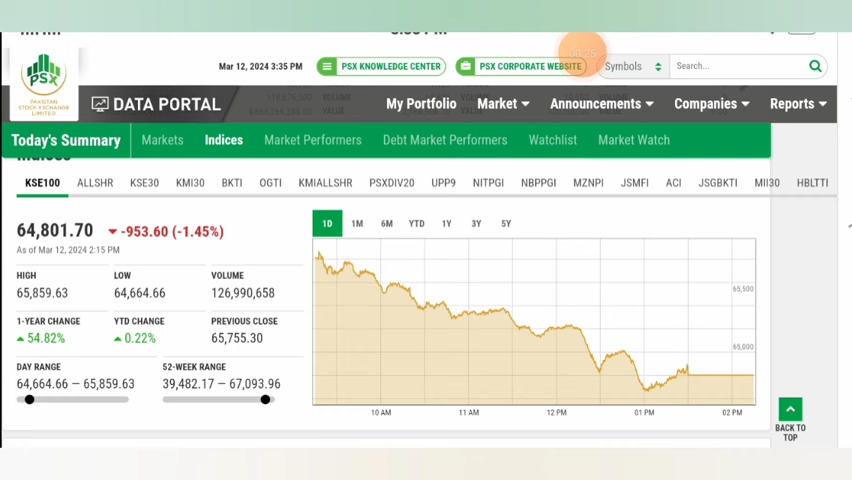 00:25
Mar 12, 2024 3:35 PM
PSX KNOWLEDGE CENTER
PSX CORPORATE WEBSITE
Symbols
Search...
PSX
PAKISTAN
STOCK EXCHANGE
LIMITED
DATA PORTAL
My Portfolio
Market
Announcements
Companies
Reports
VOLUME
VALUE
VOLUME
VALUE
Today's Summary
Markets
Indices
Market Performers
Debt Market Performers
Watchlist
Market Watch
Indices
KSE100 ALLSHR KSE30 KMI30 BKTI OGTI KMIALLSHR PSXDIV20 UPP9 NITPGI NBPPGI MZNPI JSMFI ACI JSGBKTI MII30 HBLTTI
64,801.70 -953.60 (-1.45%)
As of Mar 12, 2024 2:15 PM
HIGH LOW VOLUME
65,859.63 64,664.66 126,990,658
1-YEAR CHANGE YTD CHANGE PREVIOUS CLOSE
54.82% 0.22% 65,755.30
DAY RANGE 52-WEEK RANGE
64,664.66 — 65,859.63 39,482.17 — 67,093.96
1D 1M 6M YTD 1Y 3Y 5Y
65,500
65,000
10 AM 11 AM 12 PM 01 PM 02 PM
BACK TO
TOP